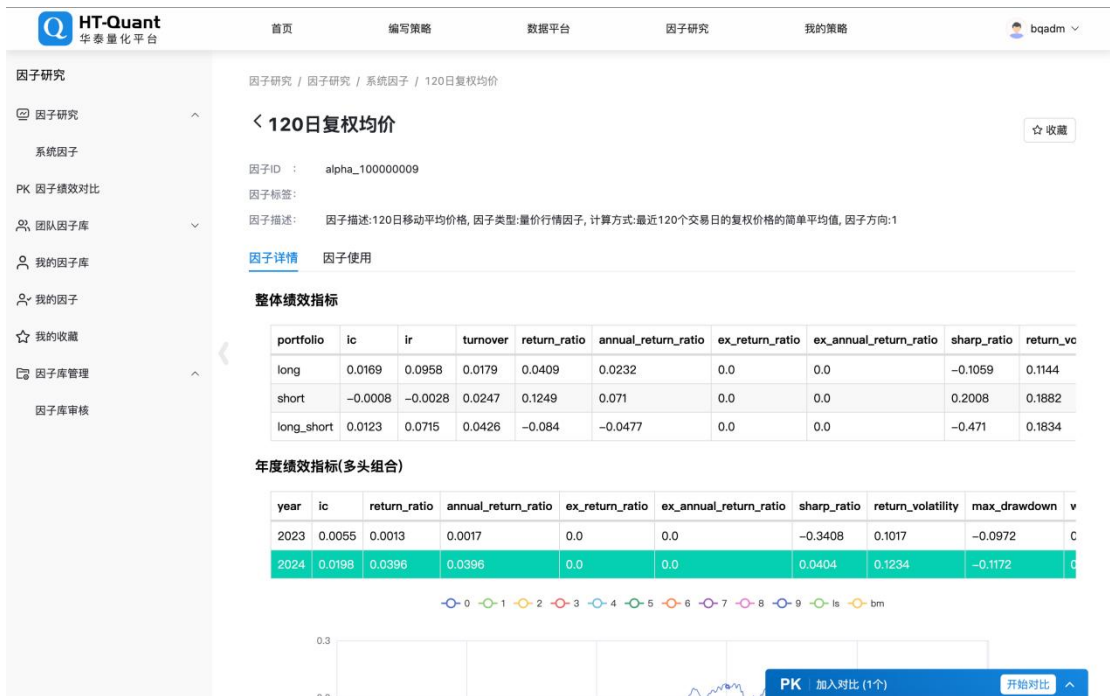 HT-Quant
华泰量化平台
首页 编写策略 数据平台 因子研究 我的策略 bqadm
因子研究
因子研究
系统因子
PK 因子绩效对比
团队因子库
我的因子库
我的因子
我的收藏
因子库管理
因子库审核
因子研究 / 因子研究 / 系统因子 / 120日复权均价
120日复权均价
收藏
因子ID : alpha_100000009
因子标签:
因子描述: 因子描述:120日移动平均价格, 因子类型:量价行情因子, 计算方式:最近120个交易日的复权价格的简单平均值, 因子方向:1
因子详情 因子使用
整体绩效指标
portfolio ic ir turnover return_ratio annual_return_ratio ex_return_ratio ex_annual_return_ratio sharp_ratio return_vo
long 0.0169 0.0958 0.0179 0.0409 0.0232 0.0 0.0 -0.1059 0.1144
short -0.0008 -0.0028 0.0247 0.1249 0.071 0.0 0.0 0.2008 0.1882
long_short 0.0123 0.0715 0.0426 -0.084 -0.0477 0.0 0.0 -0.471 0.1834
年度绩效指标(多头组合)
year ic return_ratio annual_return_ratio ex_return_ratio ex_annual_return_ratio sharp_ratio return_volatility max_drawdown
2023 0.0055 0.0013 0.0017 0.0 0.0 -0.3408 0.1017 -0.0972
2024 0.0198 0.0396 0.0396 0.0 0.0 0.0404 0.1234 -0.1172
0 1 2 3 4 5 6 7 8 9 ls bm
0.3
PK 加入对比 (1个) 开始对比